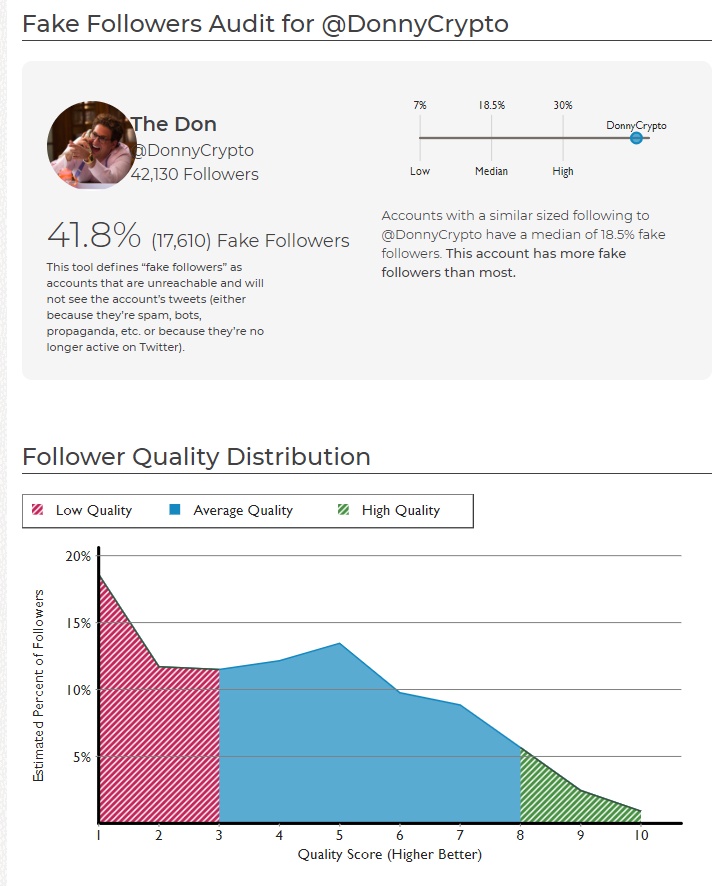 Fake Followers Audit for @DonnyCrypto
The Don
@DonnyCrypto
42,130 Followers
41.8% (17,610) Fake Followers
This tool defines “fake followers” as
accounts that are unreachable and will
not see the account’s tweets (either
because they’re spam, bots,
propaganda, etc. or because they’re no
longer active on Twitter).
7% 18.5% 30%
DonnyCrypto
Low Median High
Accounts with a similar sized following to
@DonnyCrypto have a median of 18.5% fake
followers. This account has more fake
followers than most.
Follower Quality Distribution
Low Quality Average Quality High Quality
Estimated Percent of Followers
20%
15%
10%
5%
1 2 3 4 5 6 7 8 9 10
Quality Score (Higher Better)